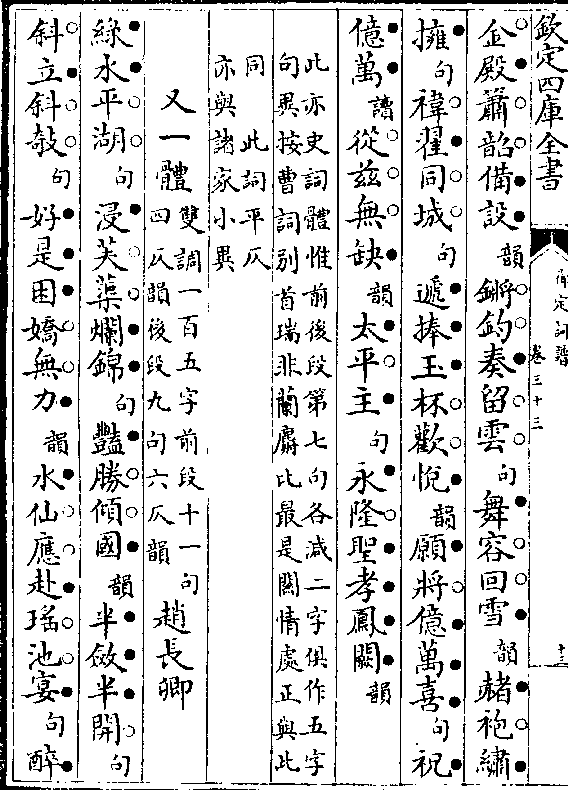 欽定四庫全書
御定詞譜
卷三十三
十三
金殿簫韶備設韻鏘鈞奏留雲句舞容回雪韻赭袍繡
擁句褘翟同城句遞捧玉杯歡悅韻願將億萬喜句祝
億萬讀從茲無缺韻太平主句永隆聖孝鳳闕韻
此亦史詞體惟前後段第七句各減二字俱作五字
句異按曹詞別首瑞非蘭麝比最是關情處正與此
同　此詞平仄
亦與諸家小異
又一體雙調一百五字前段十一句
四仄韻後段九句六仄韻趙長卿
綠水平湖句浸芙蕖爛錦句豔勝傾國韻半斂半開句
斜立斜欹句好是困嬌無力韻水仙應赴瑤池宴句醉